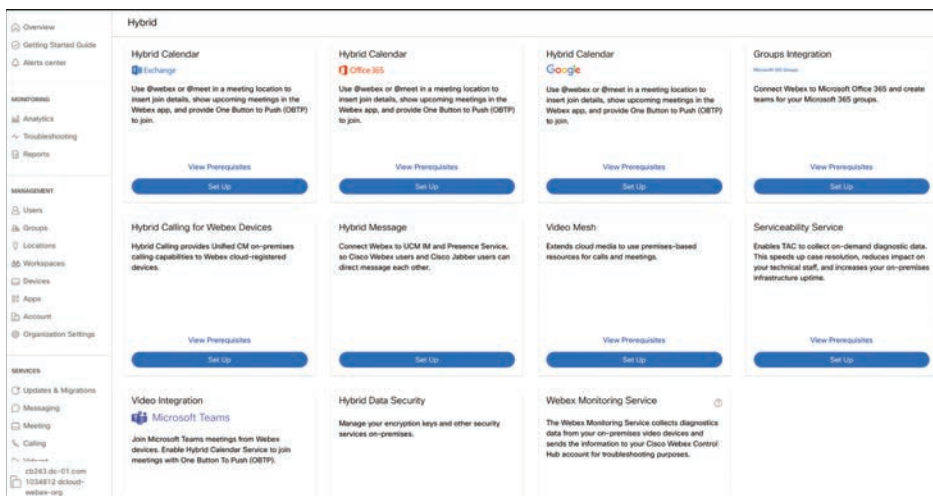 Overview
Getting Started Guide
Alerts center
MONITORING
Analytics
Troubleshooting
Reports
MANAGEMENT
Users
Groups
Locations
Workspaces
Devices
Apps
Account
Organization Settings
SERVICES
Updates & Migrations
Messaging
Meeting
Calling
cb243.dc-01.com
1034812 dcloud-
webex-org
Hybrid
Hybrid Calendar
Exchange
Use @webex or @meet in a meeting location to
insert join details, show upcoming meetings in the
Webex app, and provide One Button to Push (OBTP)
to join.
View Prerequisites
Set Up
Hybrid Calendar
Office 365
Use @webex or @meet in a meeting location to
insert join details, show upcoming meetings in the
Webex app, and provide One Button to Push (OBTP)
to join.
View Prerequisites
Set Up
Hybrid Calendar
Google
Use @webex or @meet in a meeting location to
insert join details, show upcoming meetings in the
Webex app, and provide One Button to Push (OBTP)
to join.
View Prerequisites
Set Up
Groups Integration
Microsoft 365 Groups
Connect Webex to Microsoft Office 365 and create
teams for your Microsoft 365 groups.
View Prerequisites
Set Up
Hybrid Calling for Webex Devices
Hybrid Calling provides Unified CM on-premises
calling capabilities to Webex cloud-registered
devices.
View Prerequisites
Set Up
Hybrid Message
Connect Webex to UCM IM and Presence Service,
so Cisco Webex users and Cisco Jabber users can
direct message each other.
Set Up
Video Mesh
Extends cloud media to use premises-based
resources for calls and meetings.
View Prerequisites
Set Up
Serviceability Service
Enables TAC to collect on-demand diagnostic data.
This speeds up case resolution, reduces impact on
your technical staff, and increases your on-premises
infrastructure uptime.
View Prerequisites
Set Up
Video Integration
Microsoft Teams
Join Microsoft Teams meetings from Webex
devices. Enable Hybrid Calendar Service to join
meetings with One Button To Push (OBTP).
Hybrid Data Security
Manage your encryption keys and other security
services on-premises.
Webex Monitoring Service
The Webex Monitoring Service collects diagnostics
data from your on-premises video devices and
sends the information to your Cisco Webex Control
Hub account for troubleshooting purposes.